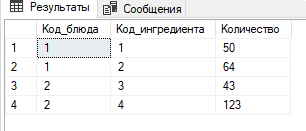 Результаты Сообщения
Код_блюда Код_ингредиента Количество
1 1 1 50
2 1 2 64
3 2 3 43
4 2 4 123